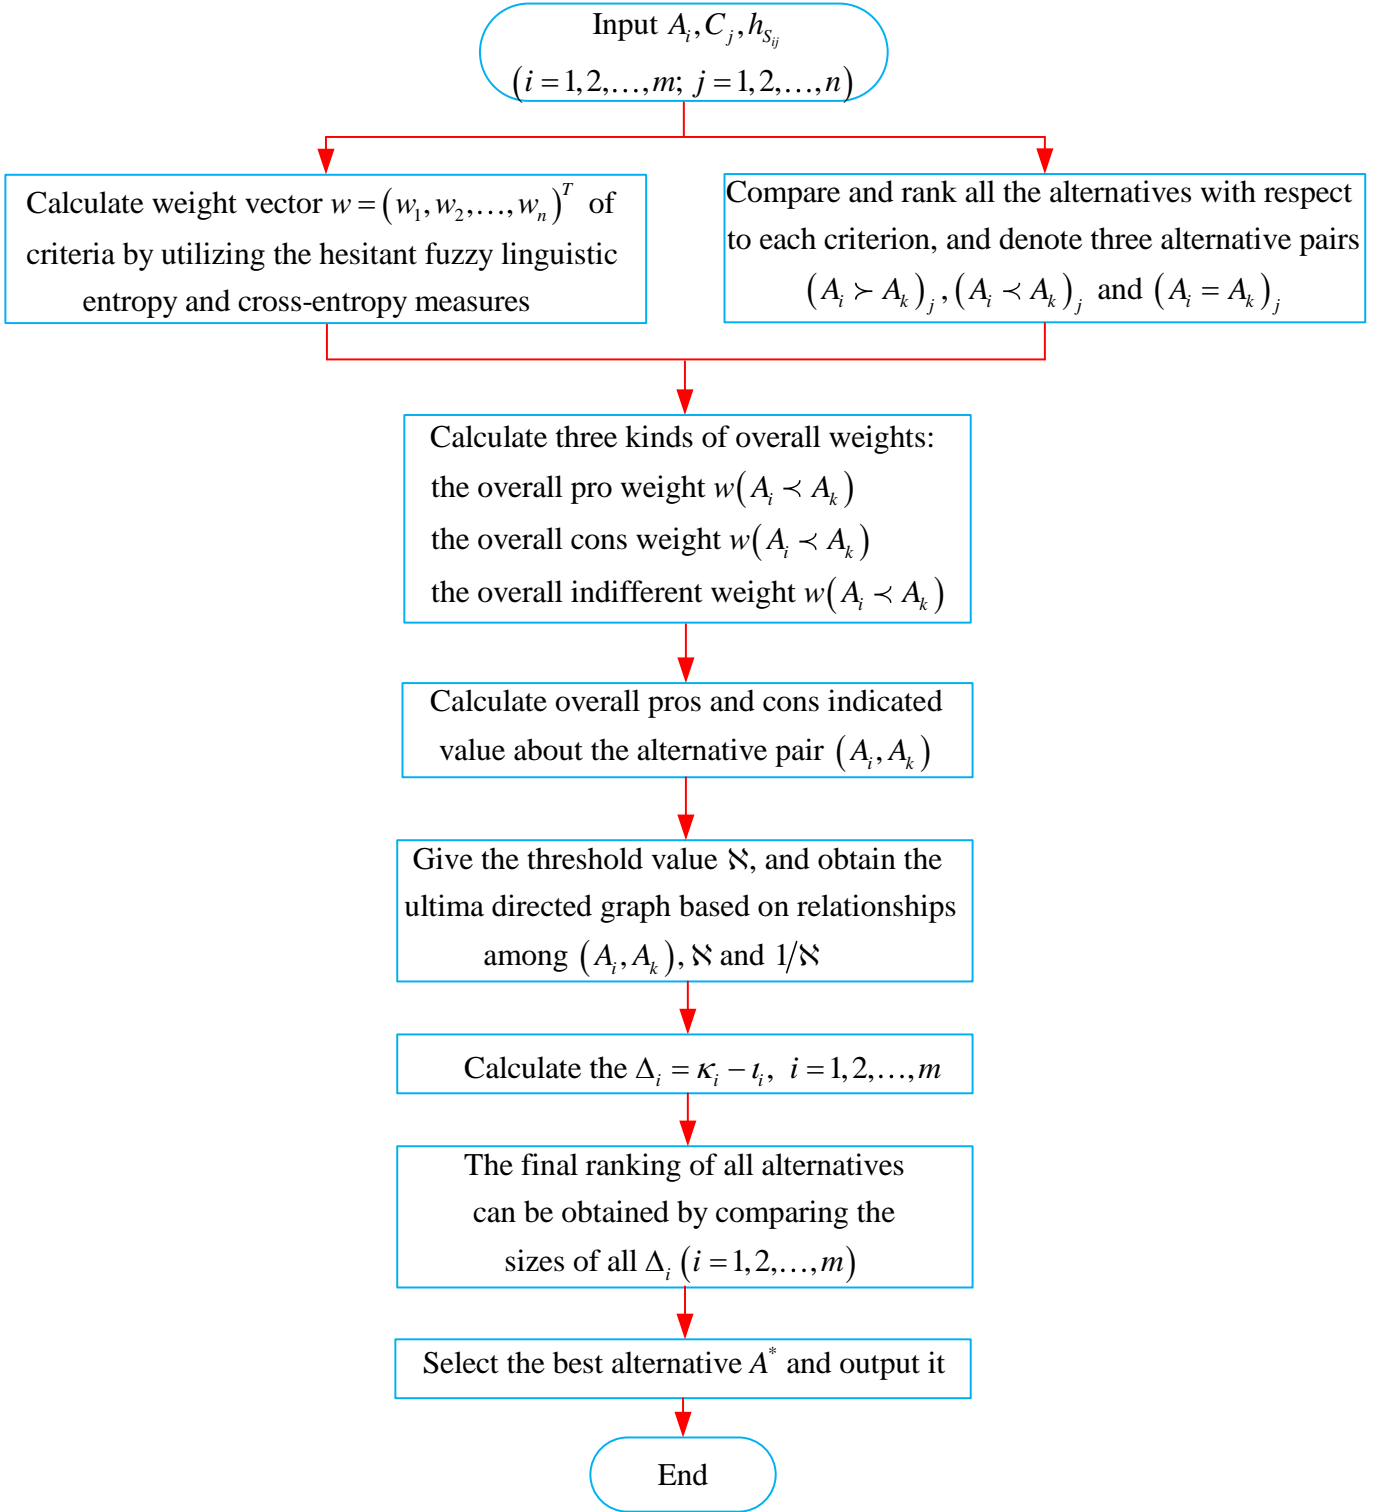 Input A_i, C_j, h_{S_{ij}}
(i = 1, 2, …, m; j = 1, 2, …, n)
Calculate weight vector w = (w_1, w_2, …, w_n)^T of
criteria by utilizing the hesitant fuzzy linguistic
entropy and cross-entropy measures
Compare and rank all the alternatives with respect
to each criterion, and denote three alternative pairs
(A_i ≻ A_k)_j, (A_i ≺ A_k)_j and (A_i = A_k)_j
Calculate three kinds of overall weights:
the overall pro weight w(A_i ≺ A_k)
the overall cons weight w(A_i ≺ A_k)
the overall indifferent weight w(A_i ≺ A_k)
Calculate overall pros and cons indicated
value about the alternative pair (A_i, A_k)
Give the threshold value ℵ, and obtain the
ultima directed graph based on relationships
among (A_i, A_k), ℵ and 1/ℵ
Calculate the Δ_i = κ_i − ι_i, i = 1, 2, …, m
The final ranking of all alternatives
can be obtained by comparing the
sizes of all Δ_i (i = 1, 2, …, m)
Select the best alternative A^* and output it
End